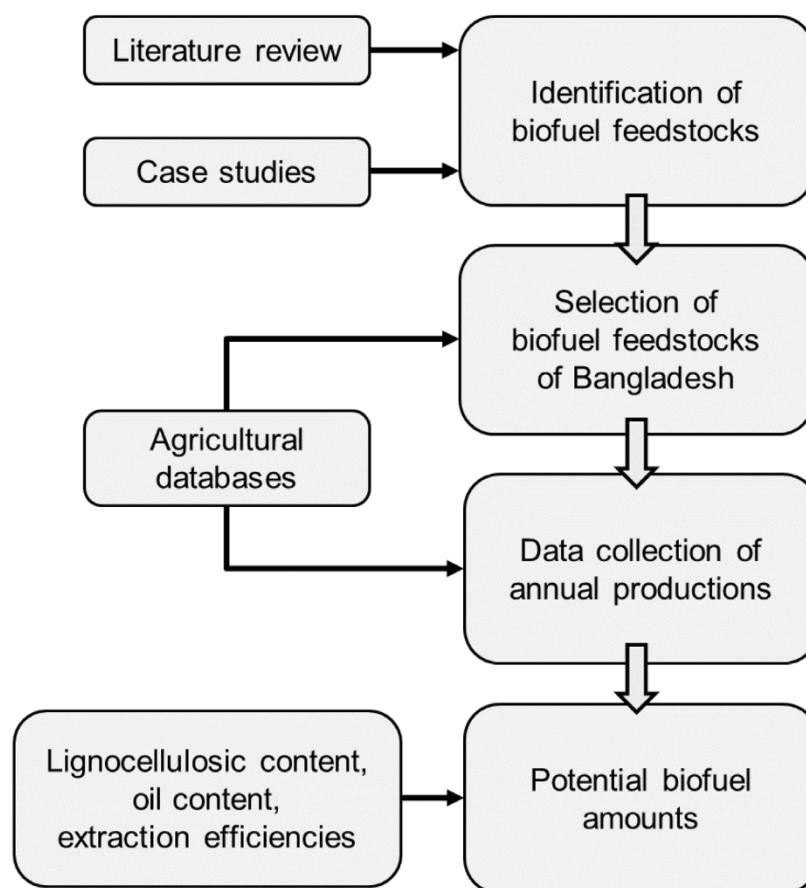 Literature review
Identification of
biofuel feedstocks
Case studies
Selection of
biofuel feedstocks
of Bangladesh
Agricultural
databases
Data collection of
annual productions
Lignocellulosic content,
oil content,
extraction efficiencies
Potential biofuel
amounts